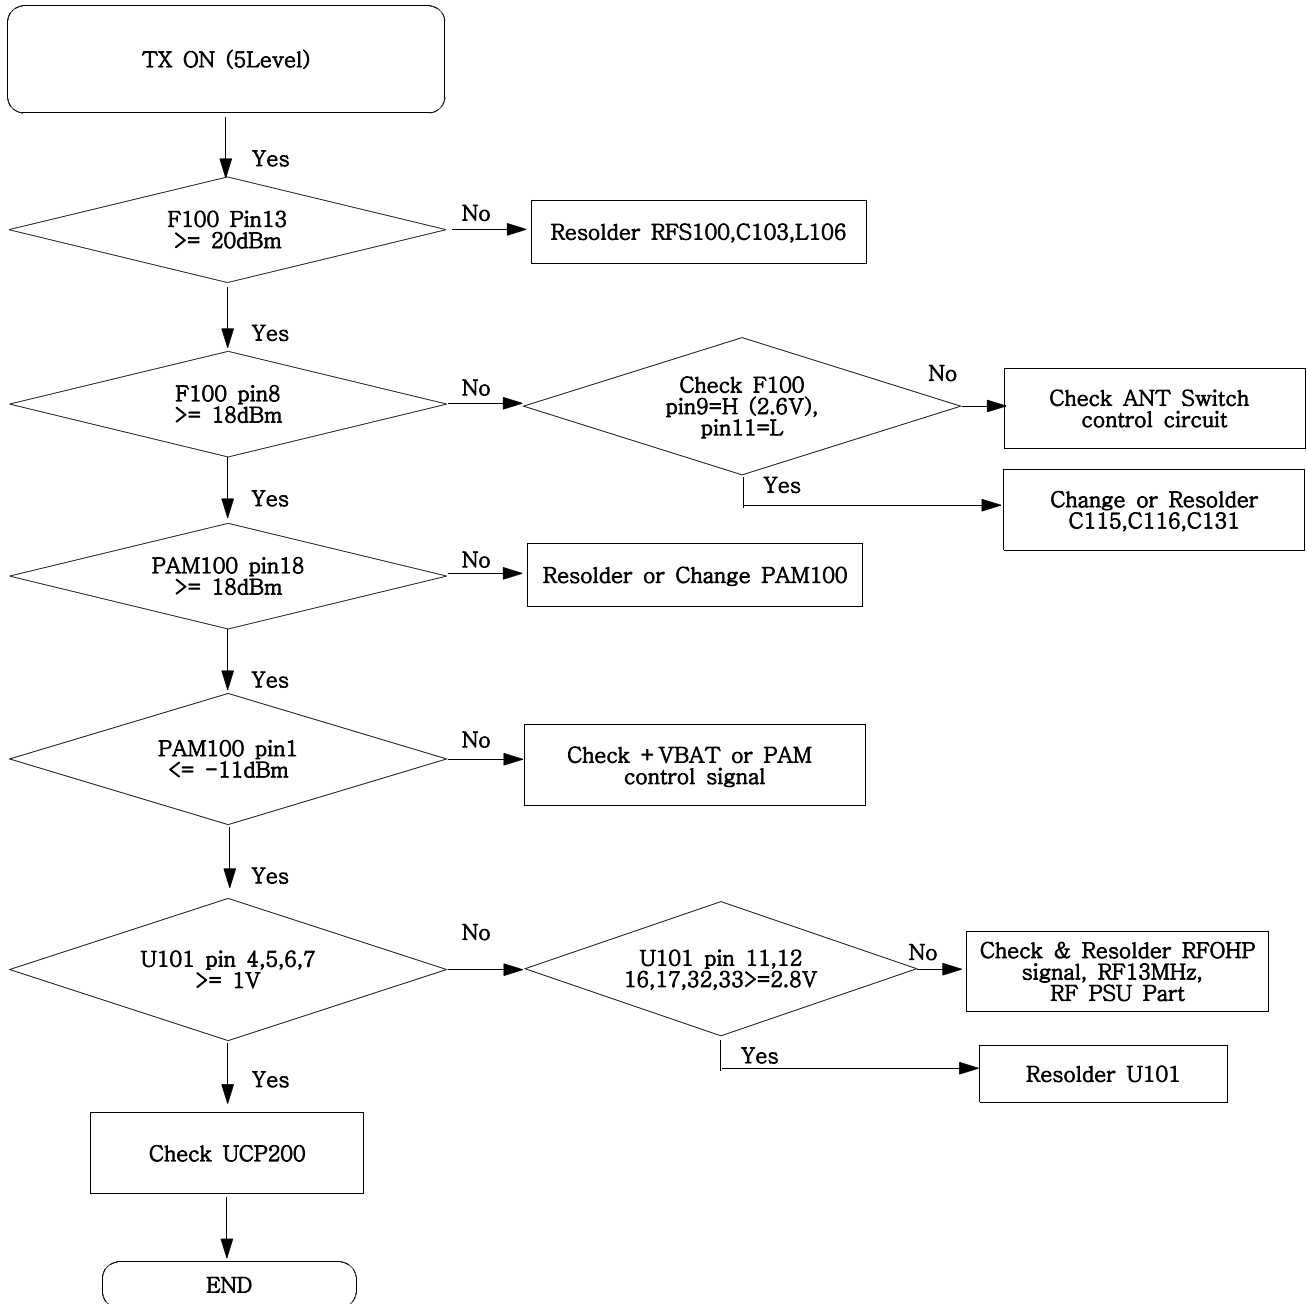 TX ON (5Level)
Yes
F100 Pin13
>= 20dBm
No
Resolder RFS100,C103,L106
Yes
F100 pin8
>= 18dBm
No
Check F100
pin9=H (2.6V),
pin11=L
No
Check ANT Switch
control circuit
Yes
Change or Resolder
C115,C116,C131
Yes
PAM100 pin18
>= 18dBm
No
Resolder or Change PAM100
Yes
PAM100 pin1
<= -11dBm
No
Check +VBAT or PAM
control signal
Yes
U101 pin 4,5,6,7
>= 1V
No
U101 pin 11,12
16,17,32,33>=2.8V
No
Check & Resolder RFOHP
signal, RF13MHz,
RF PSU Part
Yes
Resolder U101
Yes
Check UCP200
END